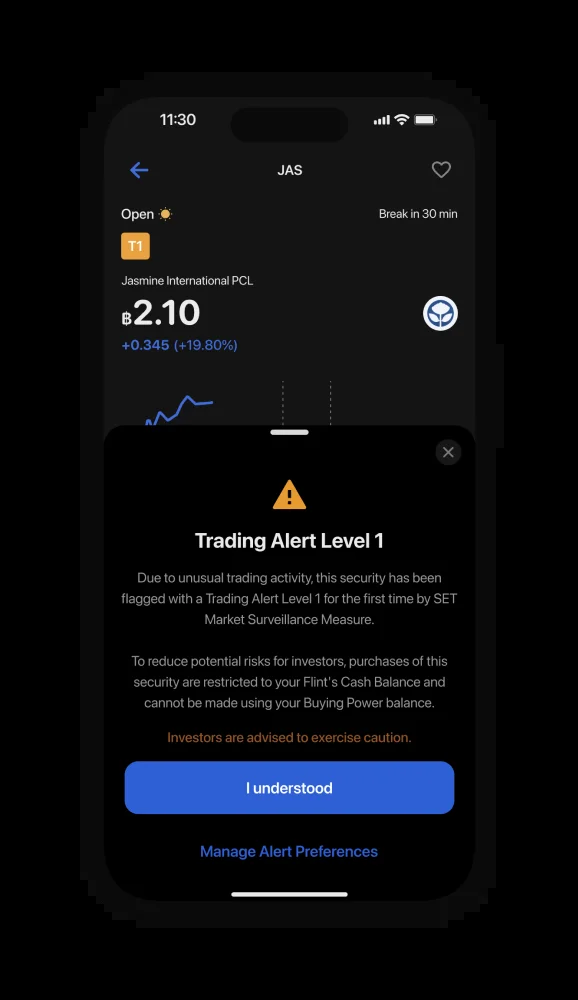 11:30
JAS
Open
Break in 30 min
T1
Jasmine International PCL
฿2.10
+0.345 (+19.80%)
Trading Alert Level 1
Due to unusual trading activity, this security has been
flagged with a Trading Alert Level 1 for the first time by SET
Market Surveillance Measure.
To reduce potential risks for investors, purchases of this
security are restricted to your Flint's Cash Balance and
cannot be made using your Buying Power balance.
Investors are advised to exercise caution.
I understood
Manage Alert Preferences